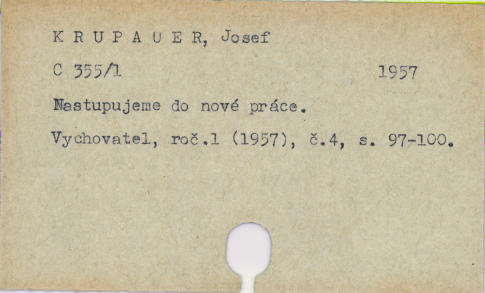 K R U P A U E R, Josef
C 355/1 1957
Nastupujeme do nové práce.
Vychovatel, roč.1 (1957), č.4, s. 97-100.